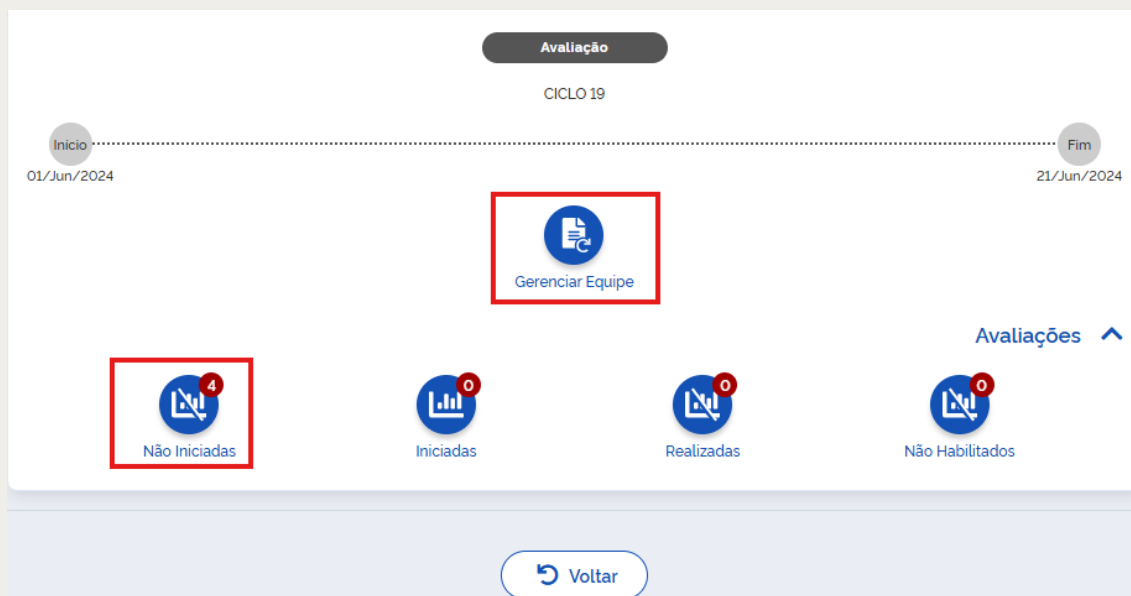 Avaliação
CICLO 19
Início
Fim
01/Jun/2024
21/Jun/2024
Gerenciar Equipe
Avaliações
4
0
0
0
Não Iniciadas
Iniciadas
Realizadas
Não Habilitados
Voltar